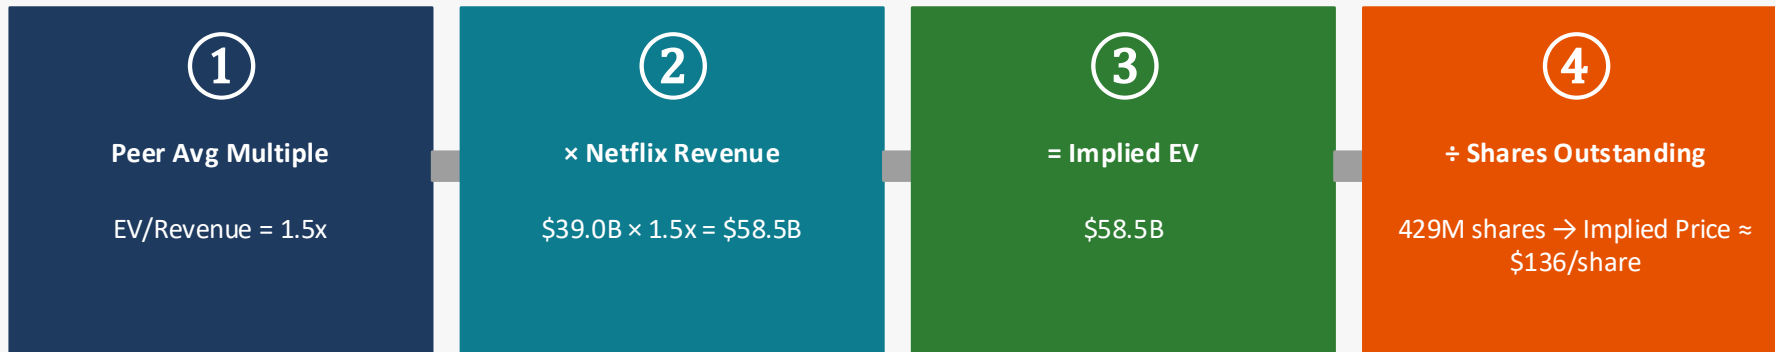 ①
Peer Avg Multiple
EV/Revenue = 1.5x
②
× Netflix Revenue
$39.0B × 1.5x = $58.5B
③
= Implied EV
$58.5B
④
÷ Shares Outstanding
429M shares → Implied Price ≈
$136/share